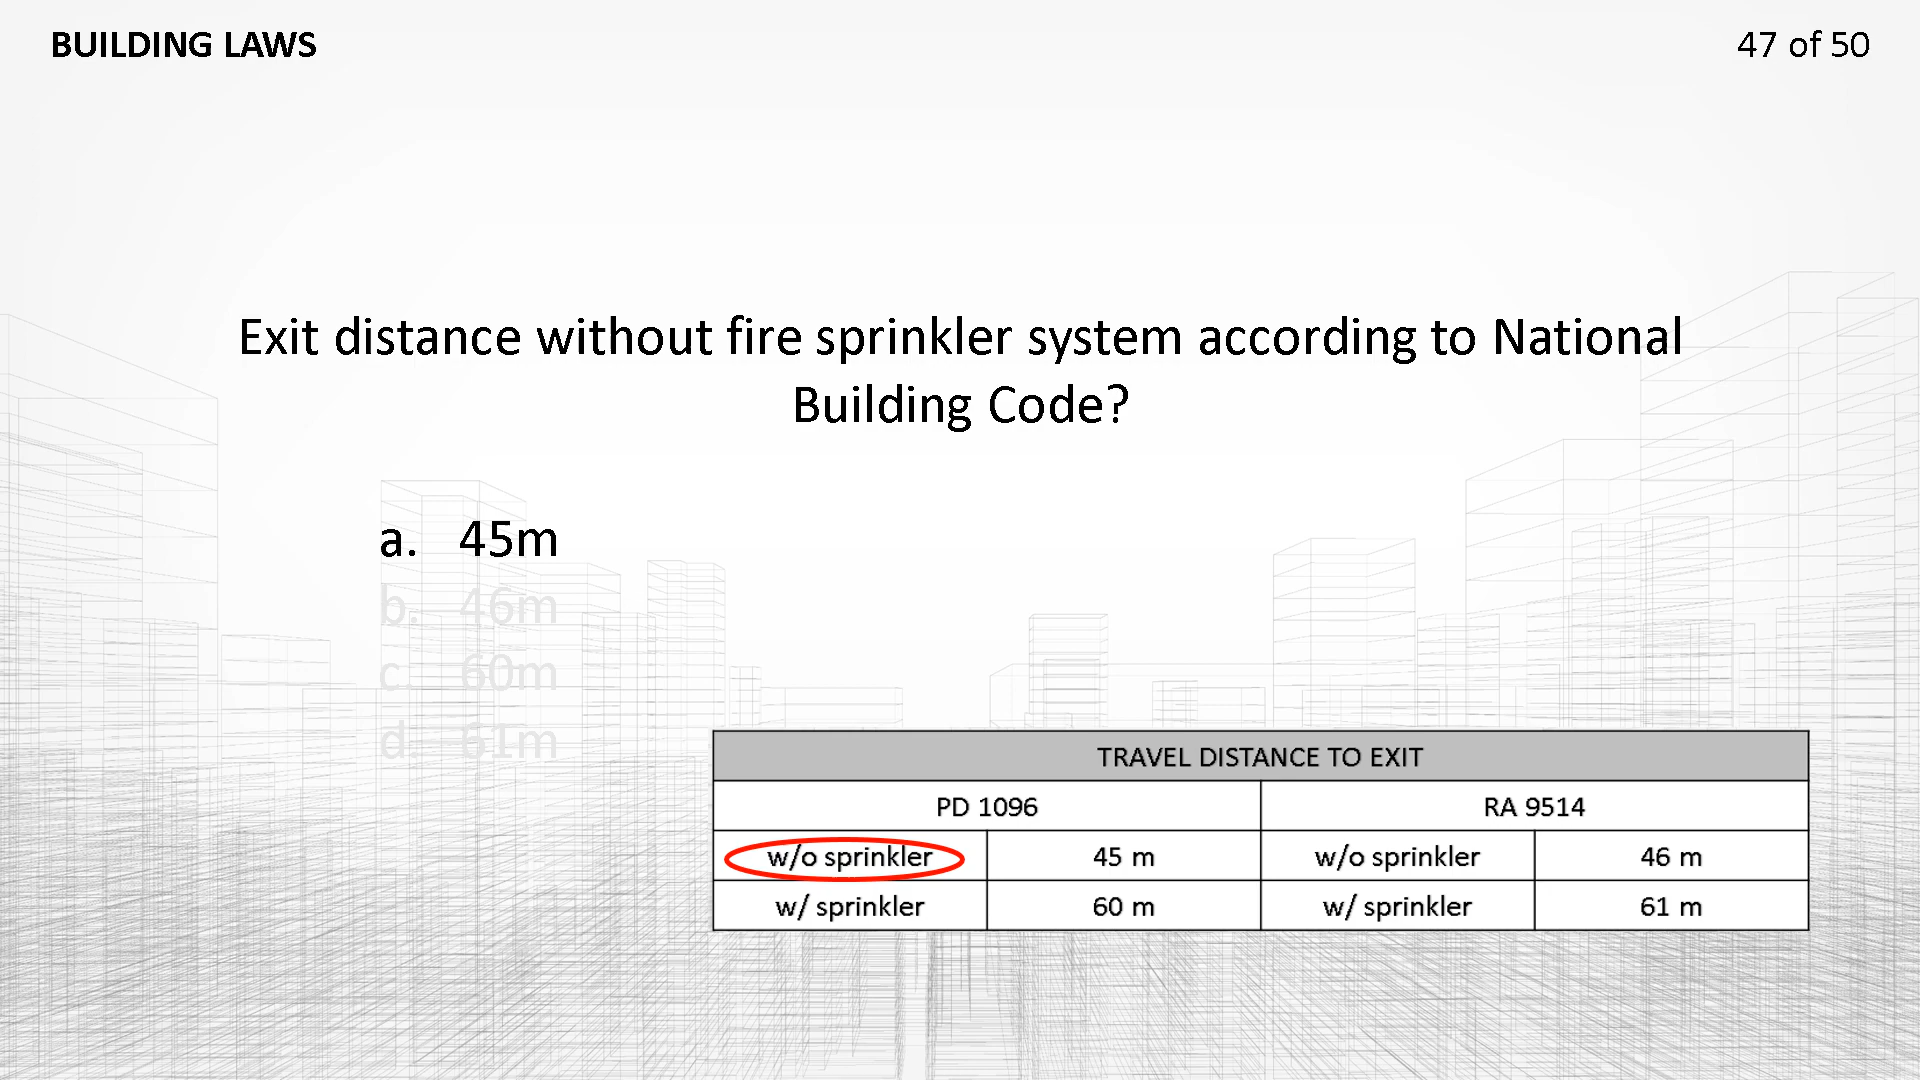 BUILDING LAWS
47 of 50
Exit distance without fire sprinkler system according to National
Building Code?
a. 45m
b. 46m
c. 60m
d. 61m
TRAVEL DISTANCE TO EXIT
PD 1096 RA 9514
w/o sprinkler 45 m w/o sprinkler 46 m
w/ sprinkler 60 m w/ sprinkler 61 m